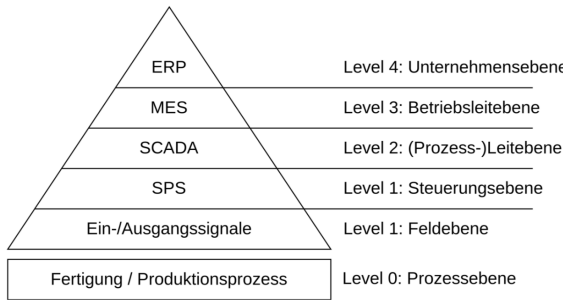 ERP Level 4: Unternehmensebene
MES Level 3: Betriebsleitebene
SCADA Level 2: (Prozess-)Leitebene
SPS Level 1: Steuerungsebene
Ein-/Ausgangssignale Level 1: Feldebene
Fertigung / Produktionsprozess Level 0: Prozessebene